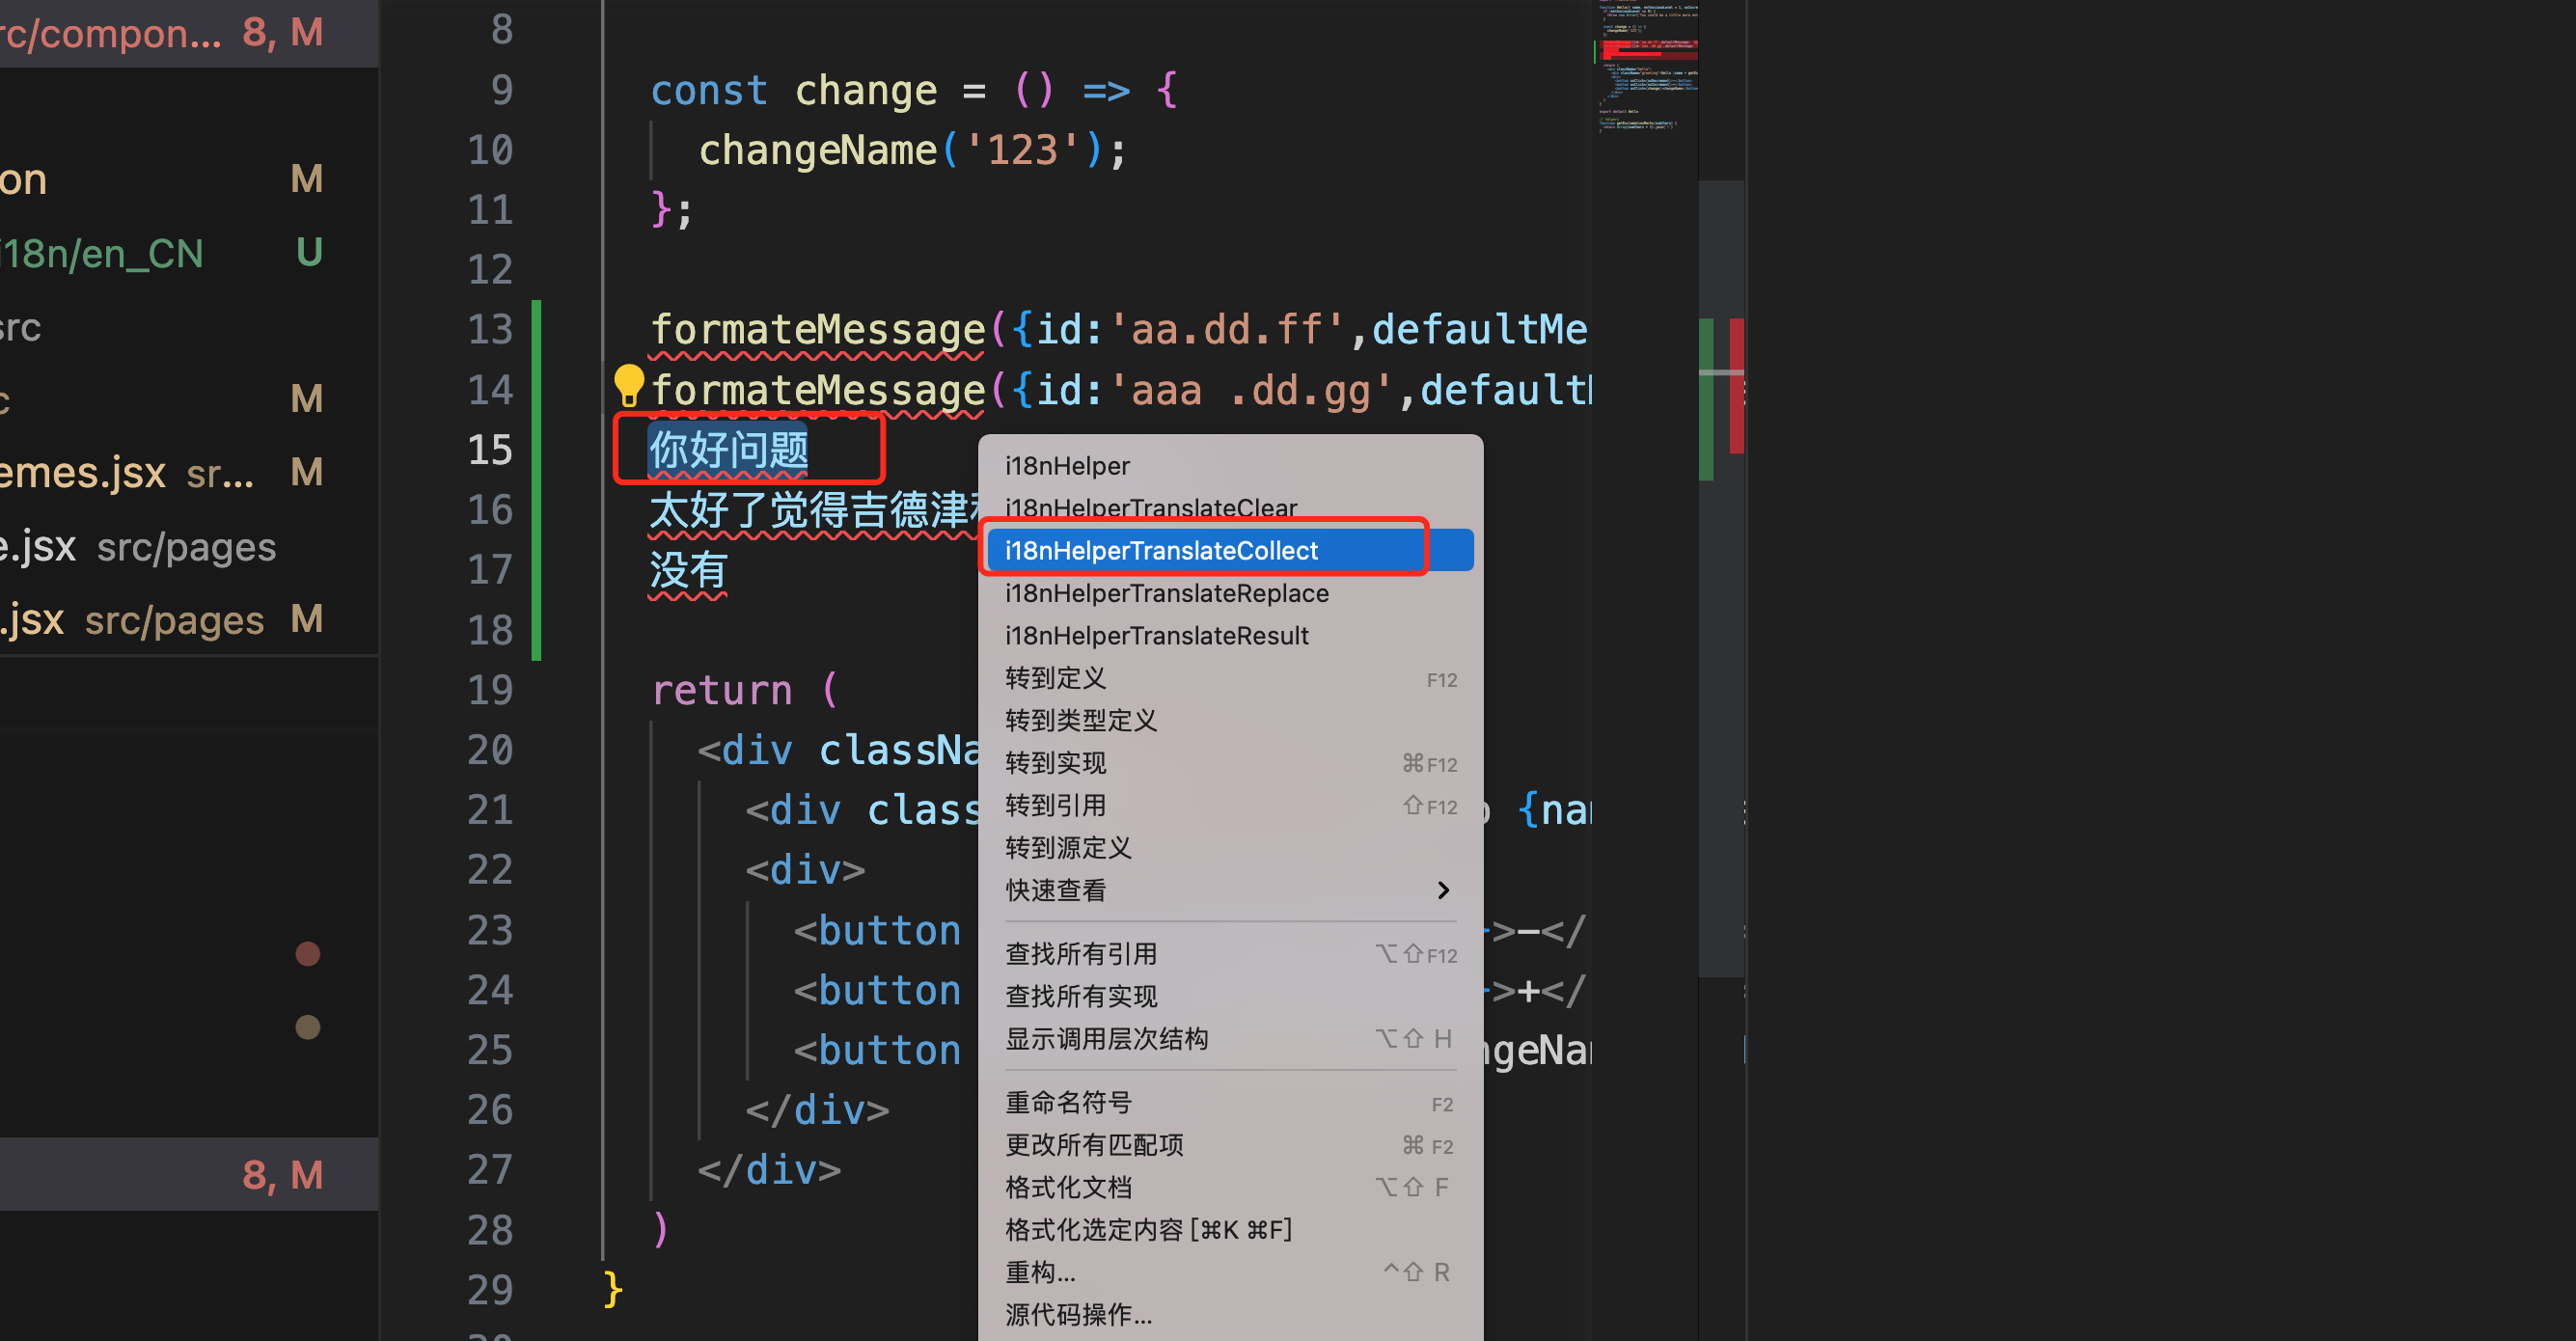 rc/compon... 8, M
on M
i18n/en_CN U
src
c M
emes.jsx sr... M
e.jsx src/pages
.jsx src/pages M
8, M
8
9 const change = () => {
10 changeName('123');
11 };
12
13 formateMessage({id:'aa.dd.ff',defaultMe
14 formateMessage({id:'aaa .dd.gg',default
15 你好问题
16 太好了觉得吉德津
17 没有
18
19 return (
20 <div classNa
21 <div class {nam
22 <div>
23 <button >-</
24 <button >+</
25 <button ngeNam
26 </div>
27 </div>
28 )
29 }
i18nHelper
i18nHelperTranslateClear
i18nHelperTranslateCollect
i18nHelperTranslateReplace
i18nHelperTranslateResult
转到定义 F12
转到类型定义
转到实现 ⌘F12
转到引用 ⇧F12
转到源定义
快速查看
查找所有引用 ⌥⇧F12
查找所有实现
显示调用层次结构 ⌥⇧ H
重命名符号 F2
更改所有匹配项 ⌘ F2
格式化文档 ⌥⇧ F
格式化选定内容 [⌘K ⌘F]
重构... ^⇧ R
源代码操作...